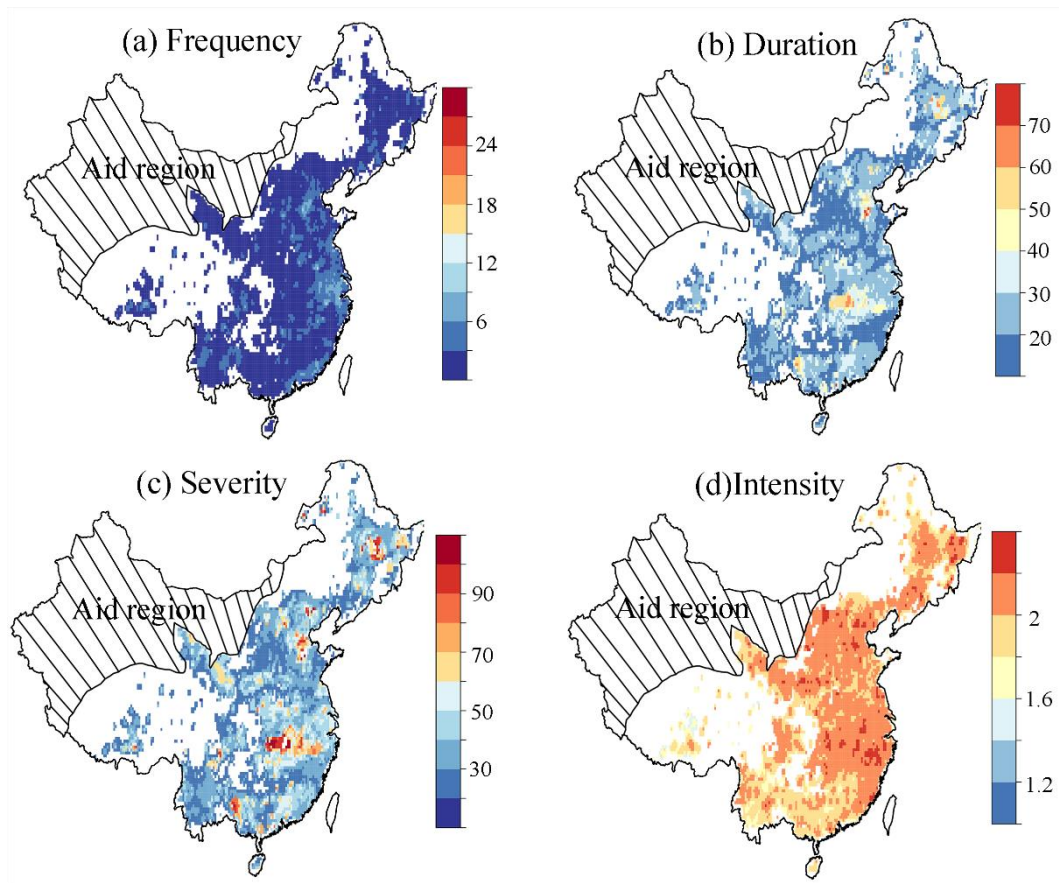 (a) Frequency
Aid region
24
18
12
6
(b) Duration
Aid region
70
60
50
40
30
20
(c) Severity
Aid region
90
70
50
30
(d)Intensity
Aid region
2
1.6
1.2